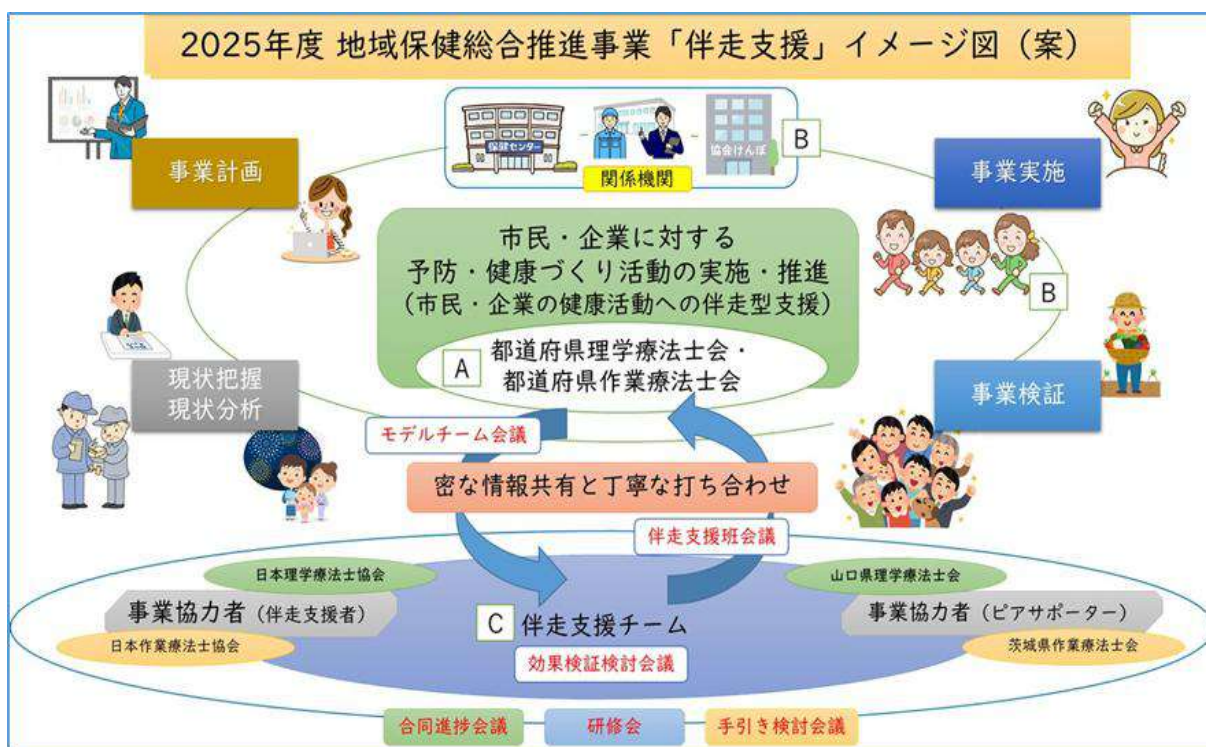 2025年度 地域保健総合推進事業「伴走支援」イメージ図（案）
保健センター
協会けんぽ
B
関係機関
事業計画
事業実施
市民・企業に対する
予防・健康づくり活動の実施・推進
（市民・企業の健康活動への伴走型支援）
B
A
都道府県理学療法士会・
都道府県作業療法士会
現状把握
現状分析
事業検証
モデルチーム会議
密な情報共有と丁寧な打ち合わせ
伴走支援班会議
日本理学療法士協会
山口県理学療法士会
事業協力者（伴走支援者）
事業協力者（ピアサポーター）
C 伴走支援チーム
日本作業療法士協会
茨城県作業療法士会
効果検証検討会議
合同進捗会議
研修会
手引き検討会議